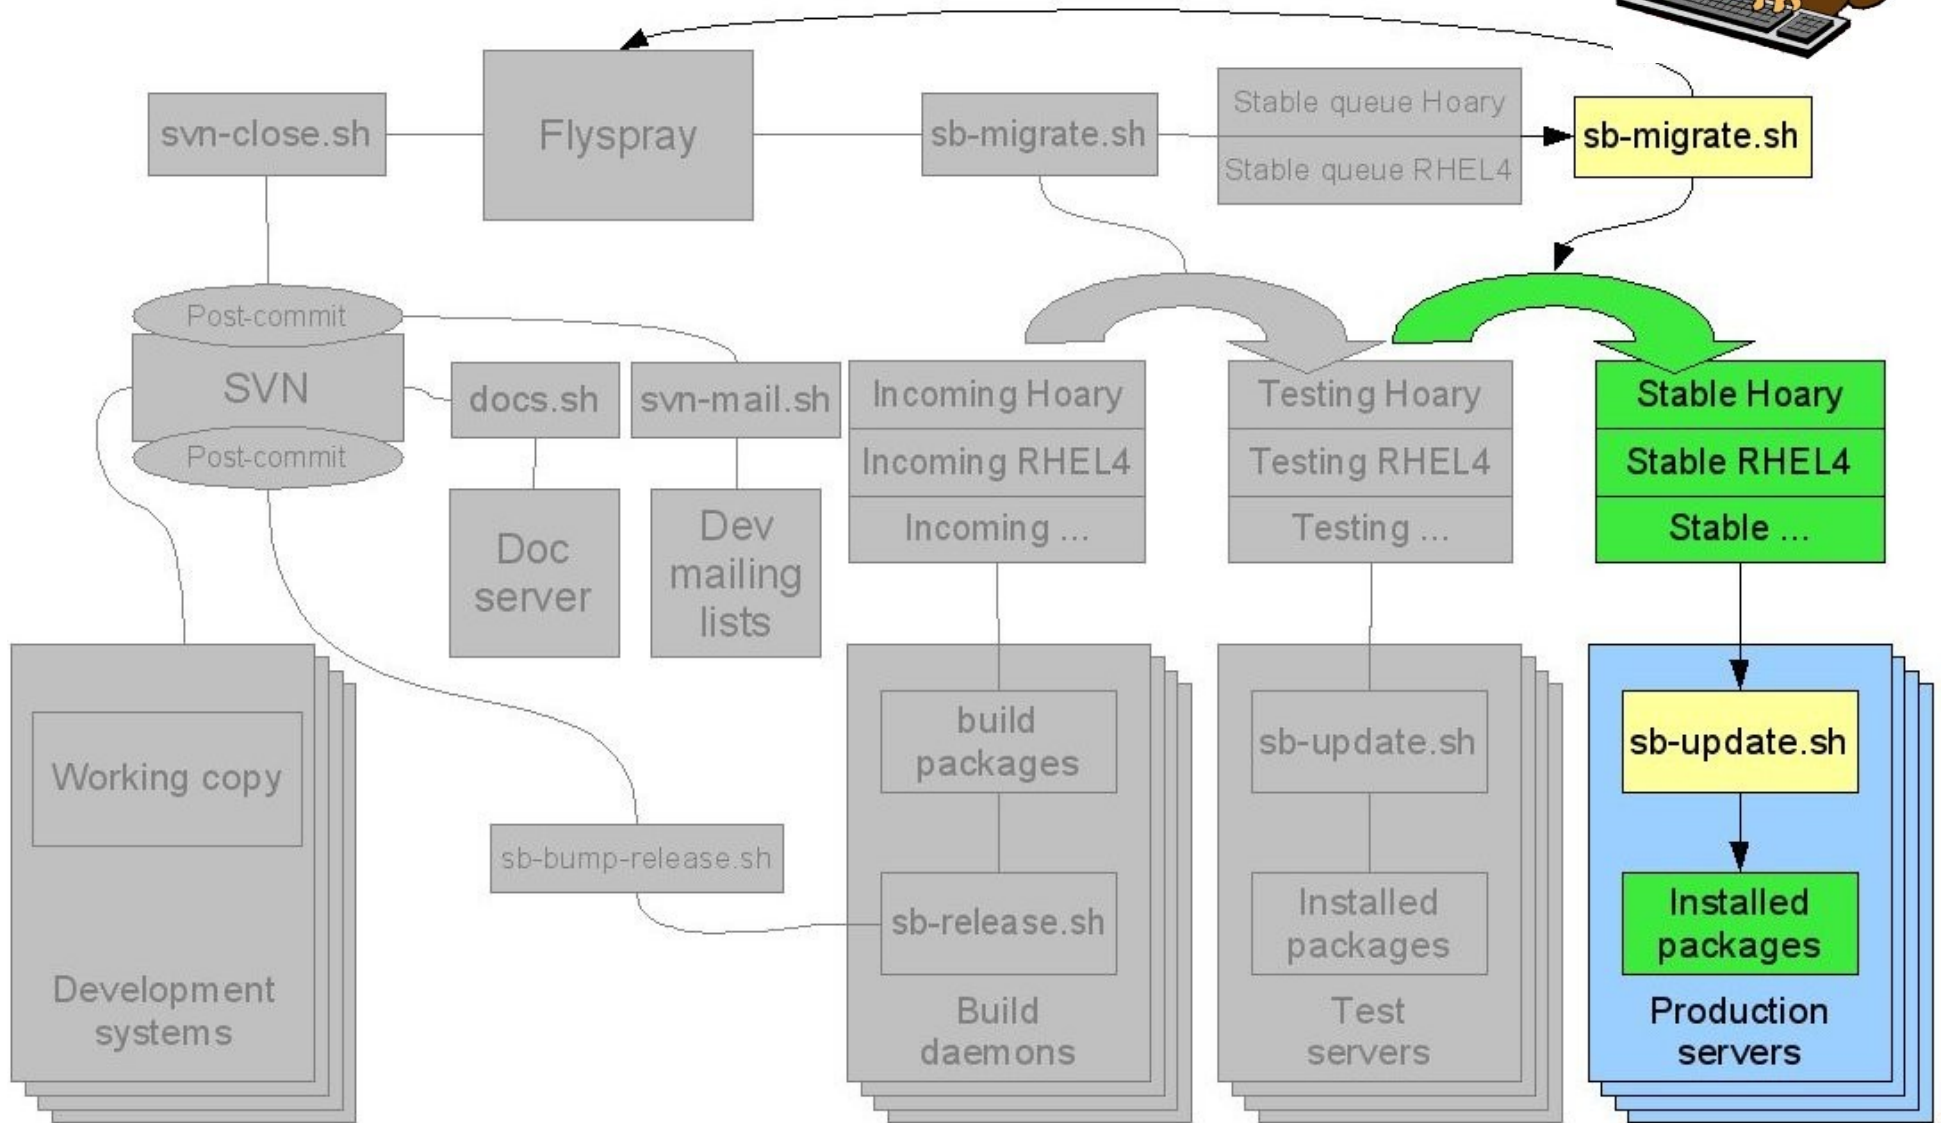 svn-close.sh
Flyspray
sb-migrate.sh
Stable queue Hoary
Stable queue RHEL4
sb-migrate.sh
Post-commit
SVN
Post-commit
docs.sh
svn-mail.sh
Doc
server
Dev
mailing
lists
Incoming Hoary
Incoming RHEL4
Incoming ...
Testing Hoary
Testing RHEL4
Testing ...
Stable Hoary
Stable RHEL4
Stable ...
Working copy
Development
systems
sb-bump-release.sh
build
packages
sb-release.sh
Build
daemons
sb-update.sh
Installed
packages
Test
servers
sb-update.sh
Installed
packages
Production
servers